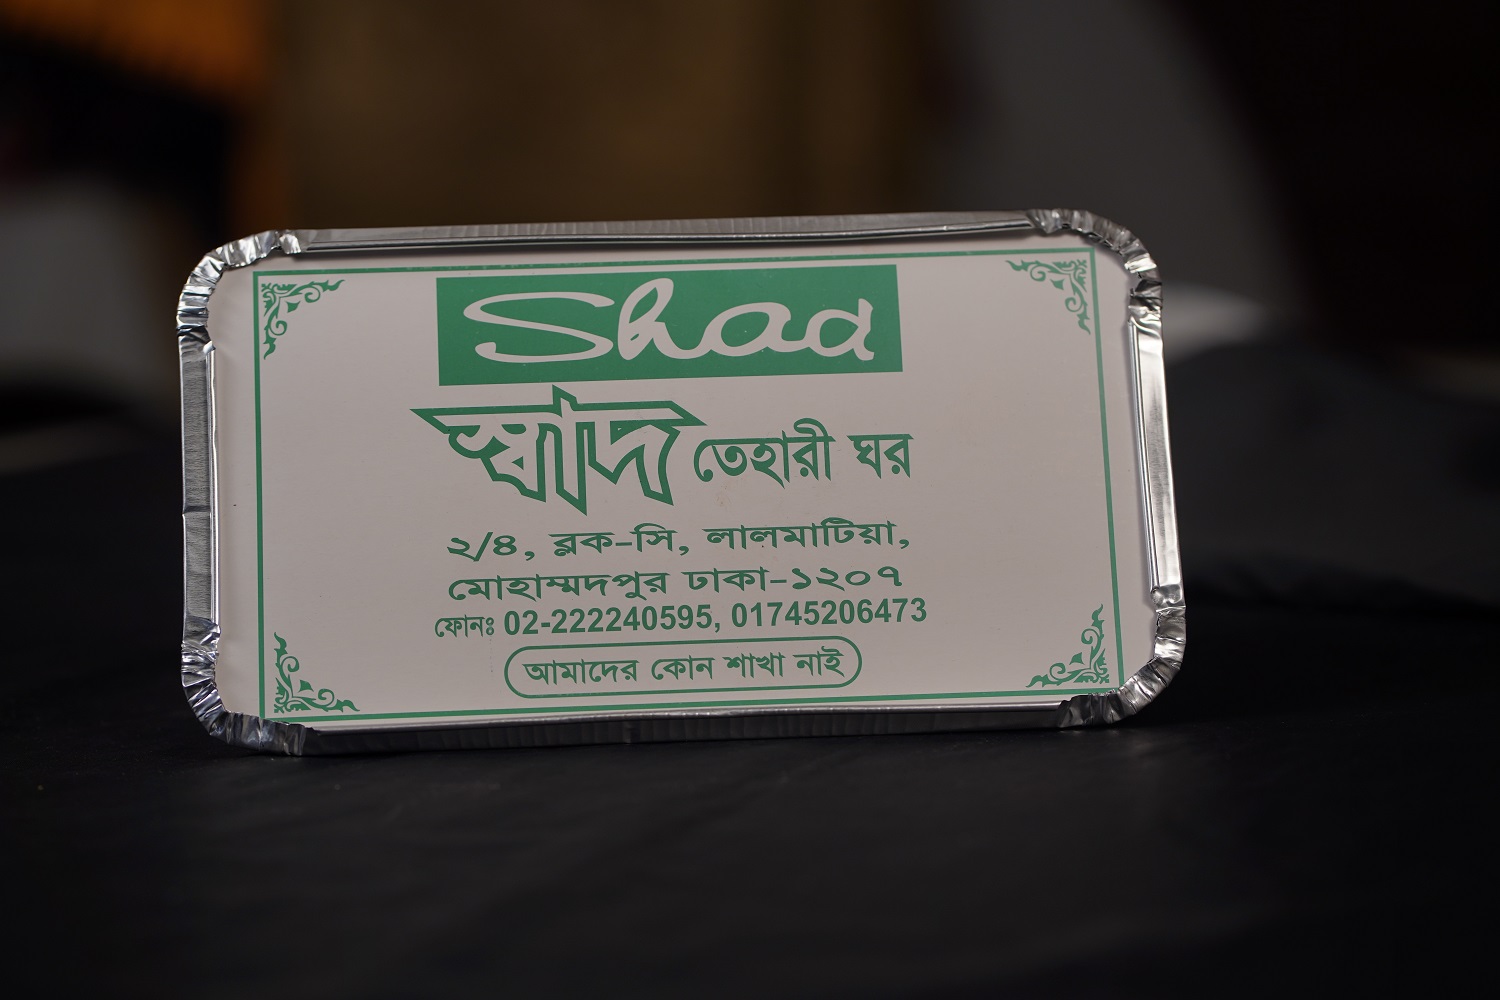 Shad
স্বাদ তেহারী ঘর
২/৪, ব্লক-সি, লালমাটিয়া,
মোহাম্মদপুর ঢাকা-১২০৭
ফোনঃ 02-222240595, 01745206473
আমাদের কোন শাখা নাই